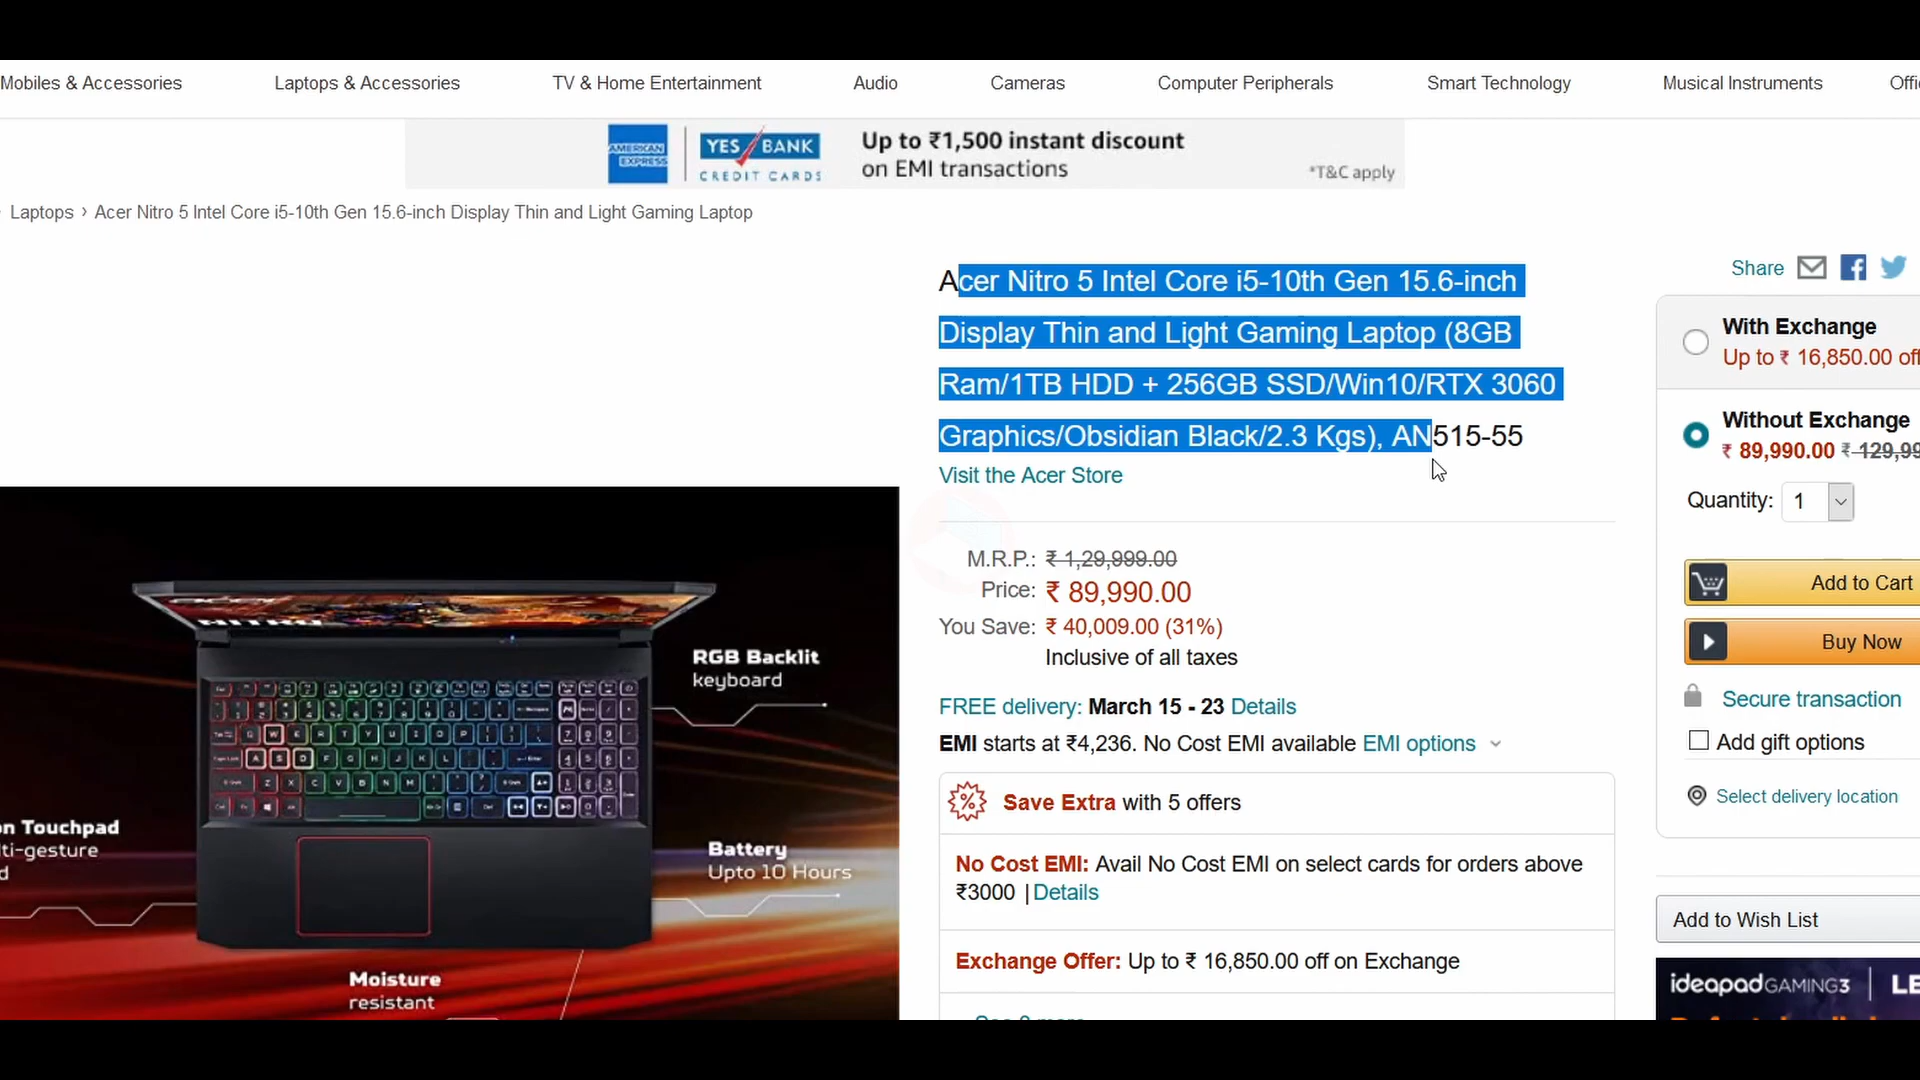 Mobiles & Accessories
Laptops & Accessories
TV & Home Entertainment
Audio
Cameras
Computer Peripherals
Smart Technology
Musical Instruments
AMERICAN EXPRESS
YES BANK
CREDIT CARDS
Up to ₹1,500 instant discount
on EMI transactions
*T&C apply
Laptops › Acer Nitro 5 Intel Core i5-10th Gen 15.6-inch Display Thin and Light Gaming Laptop
Share
Acer Nitro 5 Intel Core i5-10th Gen 15.6-inch
Display Thin and Light Gaming Laptop (8GB
Ram/1TB HDD + 256GB SSD/Win10/RTX 3060
Graphics/Obsidian Black/2.3 Kgs), AN515-55
Visit the Acer Store
M.R.P.: ₹ 1,29,999.00
Price: ₹ 89,990.00
You Save: ₹ 40,009.00 (31%)
Inclusive of all taxes
FREE delivery: March 15 - 23 Details
EMI starts at ₹4,236. No Cost EMI available EMI options
Save Extra with 5 offers
No Cost EMI: Avail No Cost EMI on select cards for orders above
₹3000 | Details
Exchange Offer: Up to ₹ 16,850.00 off on Exchange
With Exchange
Up to ₹ 16,850.00 off
Without Exchange
₹ 89,990.00 ₹ 129,99
Quantity: 1
Add to Cart
Buy Now
Secure transaction
Add gift options
Select delivery location
Add to Wish List
ideapad GAMING 3
NITRO
RGB Backlit
keyboard
Touchpad
gesture
Battery
Upto 10 Hours
Moisture
resistant